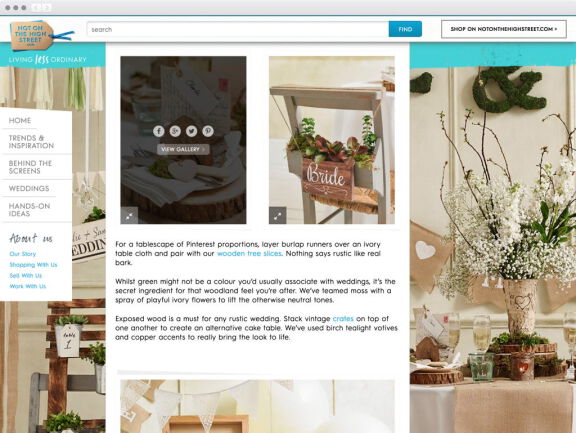 NOT ON
THE HIGH
STREET
.com
search
FIND
SHOP ON NOTONTHEHIGHSTREET.COM >
LIVING less ORDINARY
HOME
TRENDS &
INSPIRATION
BEHIND THE
SCREENS
WEDDINGS
HANDS-ON
IDEAS
About us
Our Story
Shopping With Us
Sell With Us
Work With Us
VIEW GALLERY >
Bride
For a tablescape of Pinterest proportions, layer burlap runners over an ivory
table cloth and pair with our wooden tree slices. Nothing says rustic like real
bark.
Whilst green might not be a colour you'd usually associate with weddings, it's the
secret ingredient for that woodland feel you're after. We've teamed moss with a
spray of playful ivory flowers to lift the otherwise neutral tones.
Exposed wood is a must for any rustic wedding. Stack vintage crates on top of
one another to create an alternative cake table. We've used birch tealight votives
and copper accents to really bring the look to life.
WEDDIN
table
1